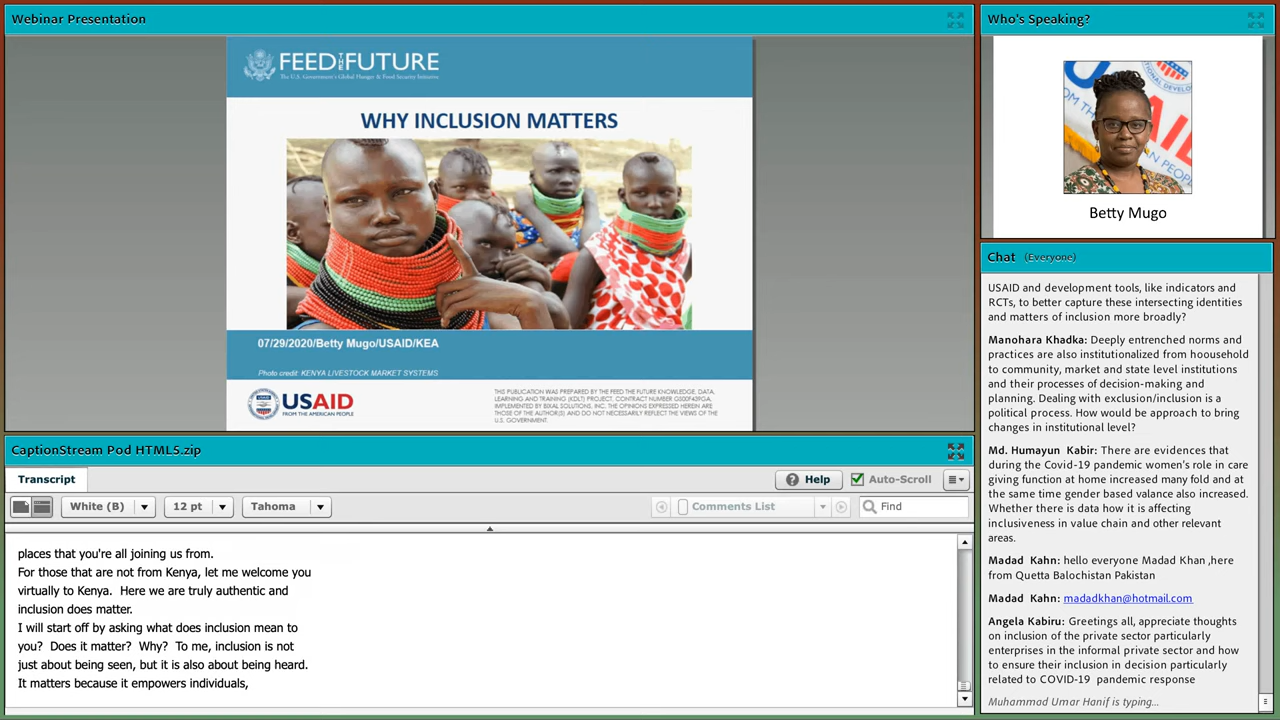 Webinar Presentation
FEED THE FUTURE
The U.S. Government's Global Hunger & Food Security Initiative
WHY INCLUSION MATTERS
07/29/2020/Betty Mugo/USAID/KEA
Photo credit: KENYA LIVESTOCK MARKET SYSTEMS
USAID
FROM THE AMERICAN PEOPLE
THIS PUBLICATION WAS PREPARED BY THE FEED THE FUTURE KNOWLEDGE, DATA,
LEARNING AND TRAINING (KDLT) PROJECT, CONTRACT NUMBER
IMPLEMENTED BY BIXAL SOLUTIONS, INC. THE OPINIONS EXPRESSED HEREIN ARE
THOSE OF THE AUTHOR(S) AND DO NOT NECESSARILY REFLECT THE VIEWS OF THE
U.S. GOVERNMENT.
Who's Speaking?
Betty Mugo
CaptionStream Pod HTML5.zip
Transcript
Help
Auto-Scroll
White (B)
12 pt
Tahoma
Comments List
Find
places that you're all joining us from.
For those that are not from Kenya, let me welcome you
virtually to Kenya.  Here we are truly authentic and
inclusion does matter.
I will start off by asking what does inclusion mean to
you?  Does it matter?  Why?  To me, inclusion is not
just about being seen, but it is also about being heard.
It matters because it empowers individuals,
Chat (Everyone)
USAID and development tools, like indicators and
RCTs, to better capture these intersecting identities
and matters of inclusion more broadly?
Manohara Khadka: Deeply entrenched norms and
practices are also institutionalized from hoousehold
to community, market and state level institutions
and their processes of decision-making and
planning. Dealing with exclusion/inclusion is a
political process. How would be approach to bring
changes in institutional level?
Md. Humayun Kabir: There are evidences that
during the Covid-19 pandemic women's role in care
giving function at home increased many fold and at
the same time gender based valance also increased.
Whether there is data how it is affecting
inclusiveness in value chain and other relevant
areas.
Madad Kahn: hello everyone Madad Khan ,here
from Quetta Balochistan Pakistan
Madad Kahn: madadkhan@hotmail.com
Angela Kabiru: Greetings all, appreciate thoughts
on inclusion of the private sector particularly
enterprises in the informal private sector and how
to ensure their inclusion in decision particularly
related to COVID-19 pandemic response
Muhammad Umar Hanif is typing...